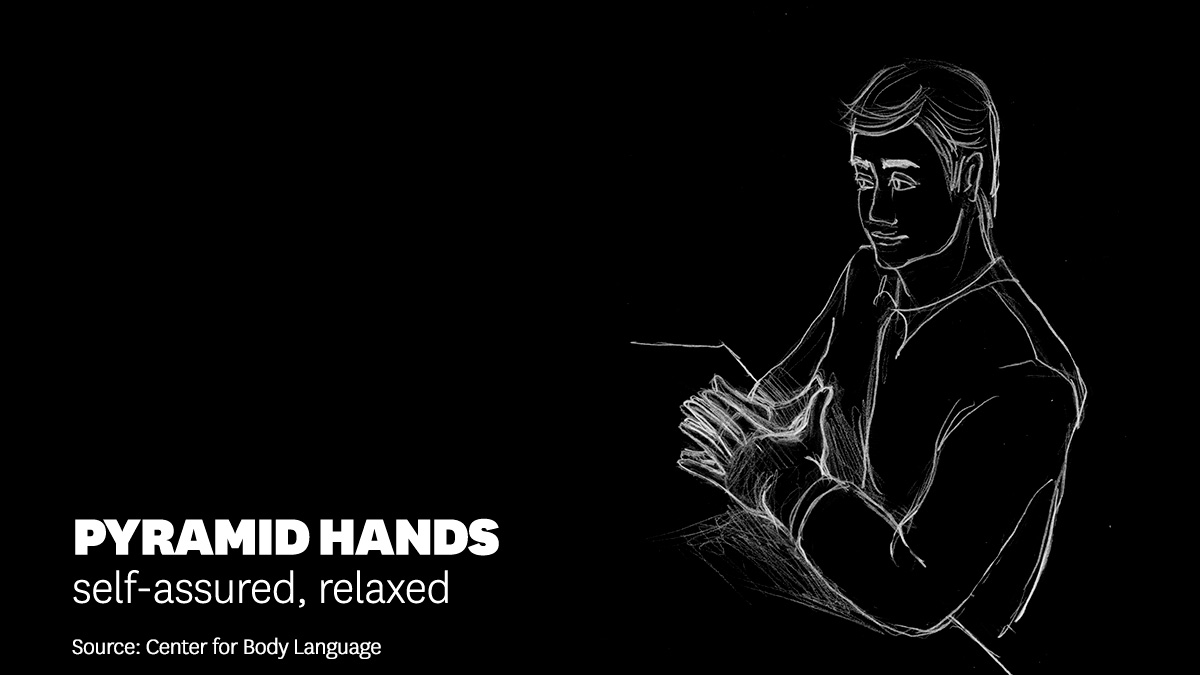 PYRAMID HANDS
self-assured, relaxed
Source: Center for Body Language